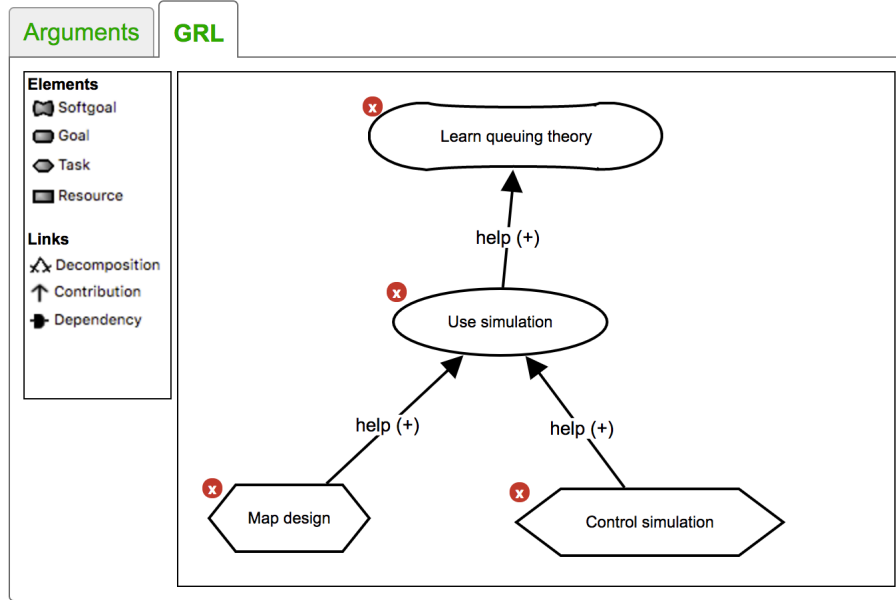 Arguments
GRL
Elements
Softgoal
Goal
Task
Resource
Links
Decomposition
Contribution
Dependency
x
Learn queuing theory
help (+)
x
Use simulation
help (+)
help (+)
x
Map design
x
Control simulation